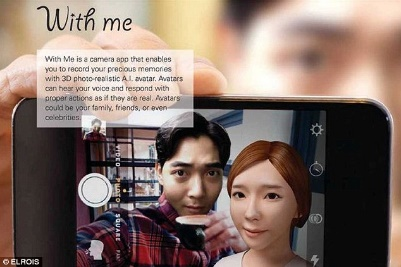 With me
With Me is a camera app that enables
you to record your precious memories
with 3D photo-realistic A.I. avatar. Avatars
can hear your voice and respond with
proper actions as if they are real. Avatars
could be your family, friends, or even
celebrities.
VIDEO
PHOTO
SQUARE
© ELROIS